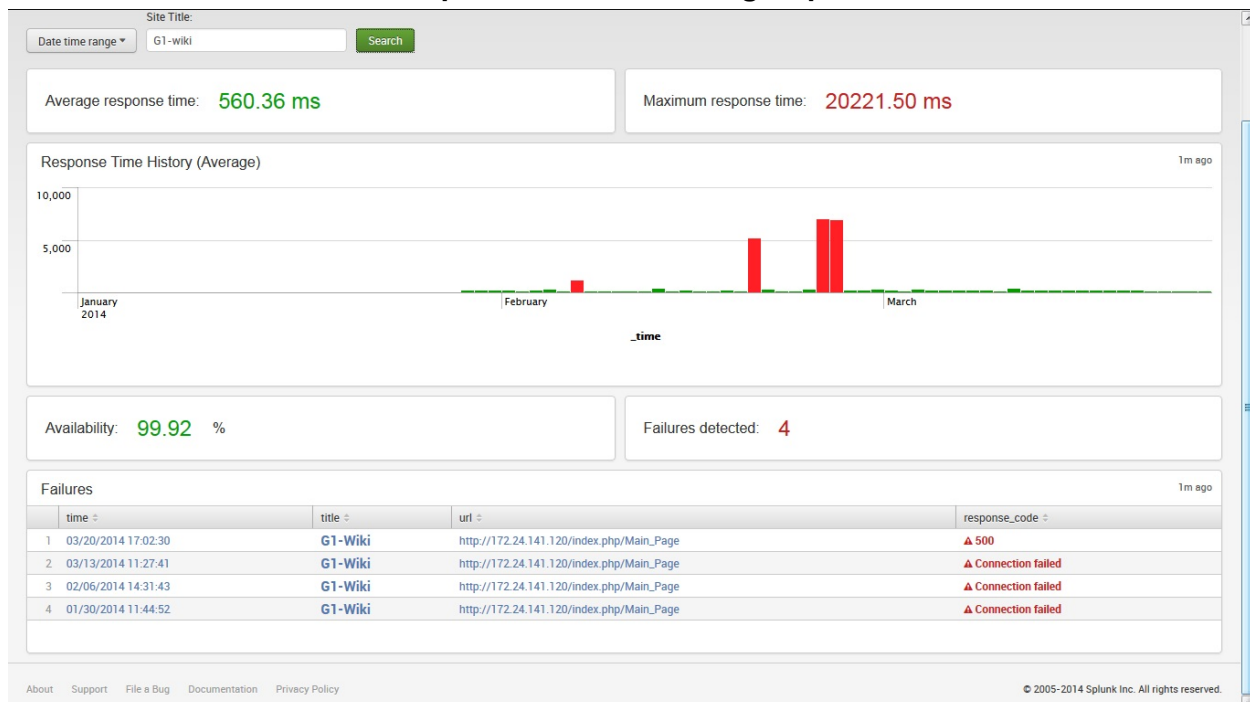 Site Title:
Date time range G1-wiki Search
Average response time: 560.36 ms Maximum response time: 20221.50 ms
Response Time History (Average) 1m ago
10,000
5,000
January February March
2014
_time
Availability: 99.92 % Failures detected: 4
Failures 1m ago
time title url response_code
1 03/20/2014 17:02:30 G1-Wiki http://172.24.141.120/index.php/Main_Page 500
2 03/13/2014 11:27:41 G1-Wiki http://172.24.141.120/index.php/Main_Page Connection failed
3 02/06/2014 14:31:43 G1-Wiki http://172.24.141.120/index.php/Main_Page Connection failed
4 01/30/2014 11:44:52 G1-Wiki http://172.24.141.120/index.php/Main_Page Connection failed
About Support File a Bug Documentation Privacy Policy © 2005-2014 Splunk Inc. All rights reserved.